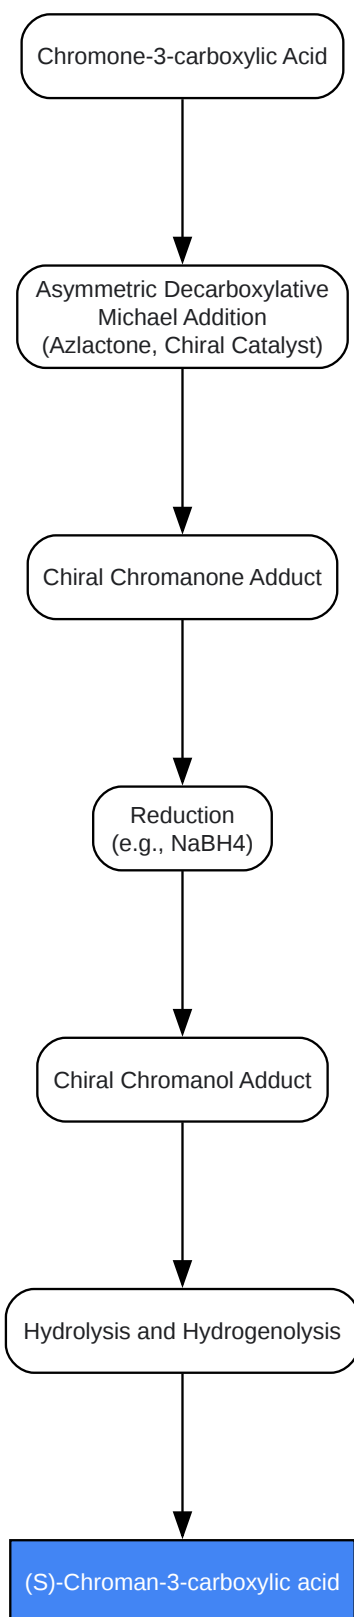 Chromone-3-carboxylic Acid
Asymmetric Decarboxylative
Michael Addition
(Azlactone, Chiral Catalyst)
Chiral Chromanone Adduct
Reduction
(e.g., NaBH4)
Chiral Chromanol Adduct
Hydrolysis and Hydrogenolysis
(S)-Chroman-3-carboxylic acid